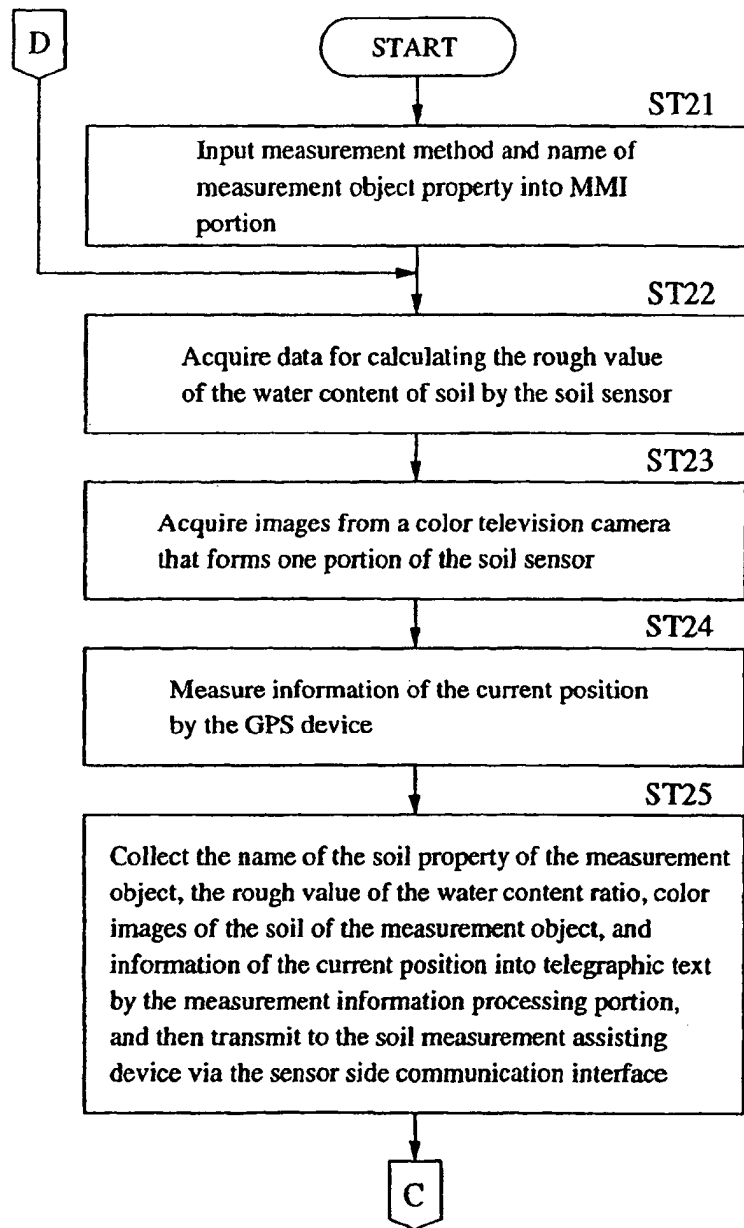 D
START
ST21
Input measurement method and name of
measurement object property into MMI
portion
ST22
Acquire data for calculating the rough value
of the water content of soil by the soil sensor
ST23
Acquire images from a color television camera
that forms one portion of the soil sensor
ST24
Measure information of the current position
by the GPS device
ST25
Collect the name of the soil property of the measurement
object, the rough value of the water content ratio, color
images of the soil of the measurement object, and
information of the current position into telegraphic text
by the measurement information processing portion,
and then transmit to the soil measurement assisting
device via the sensor side communication interface
C